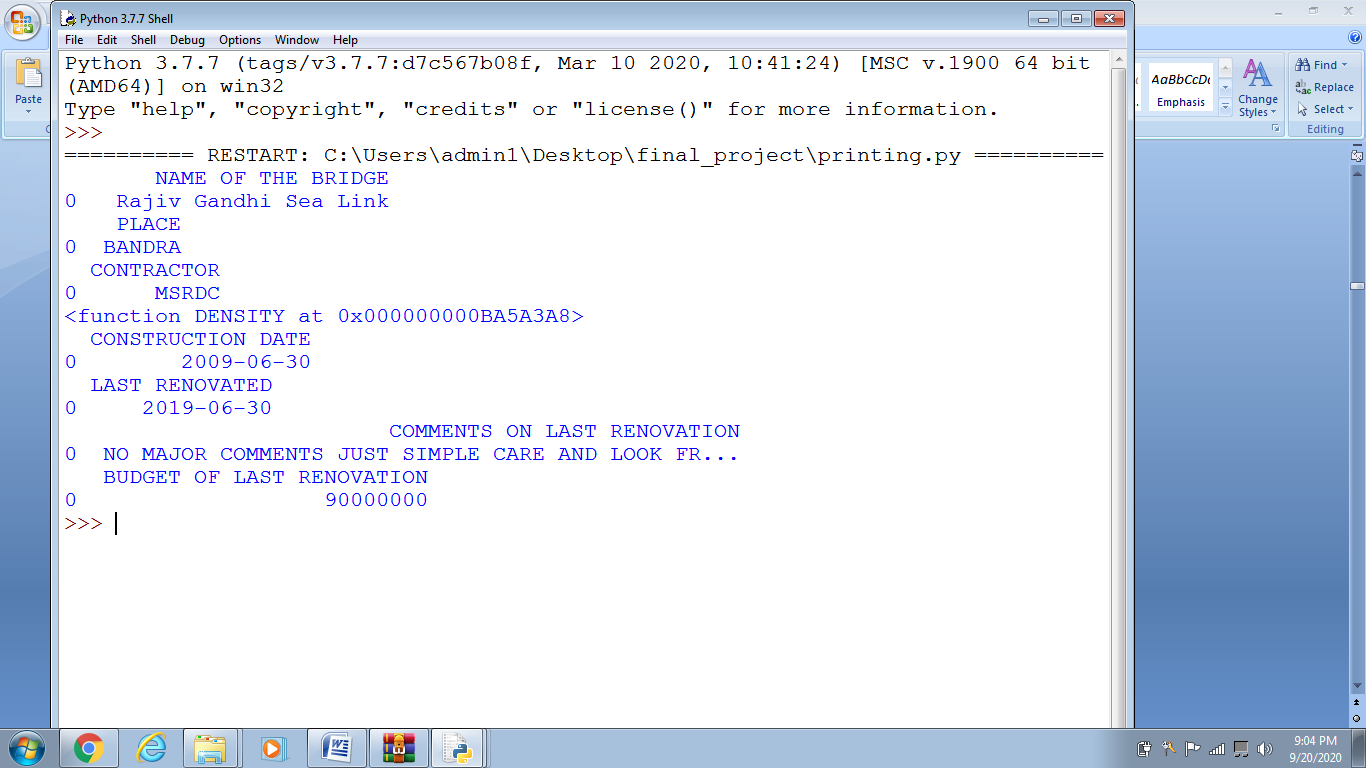 Python 3.7.7 Shell
File Edit Shell Debug Options Window Help
Python 3.7.7 (tags/v3.7.7:d7c567b08f, Mar 10 2020, 10:41:24) [MSC v.1900 64 bit
(AMD64)] on win32
Type "help", "copyright", "credits" or "license()" for more information.
>>>
========== RESTART: C:\Users\admin1\Desktop\final_project\printing.py ==========
NAME OF THE BRIDGE
0 Rajiv Gandhi Sea Link
PLACE
0 BANDRA
CONTRACTOR
0 MSRDC
<function DENSITY at 0x000000000BA5A3A8>
CONSTRUCTION DATE
0 2009-06-30
LAST RENOVATED
0 2019-06-30
COMMENTS ON LAST RENOVATION
0 NO MAJOR COMMENTS JUST SIMPLE CARE AND LOOK FR...
BUDGET OF LAST RENOVATION
0 90000000
>>>
Paste
AaBbCcDc
Emphasis
Change
Styles
Find
Replace
Select
Editing
9:04 PM
9/20/2020